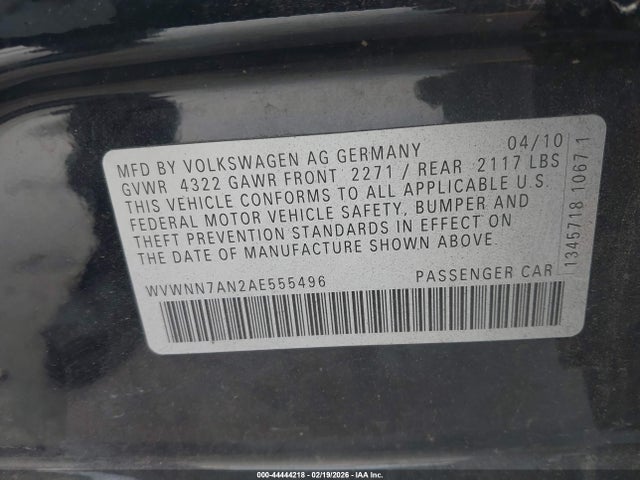 04/10
MFD BY VOLKSWAGEN AG GERMANY
GVWR 4322 GAWR FRONT 2271 / REAR 2117 LBS
THIS VEHICLE CONFORMS TO ALL APPLICABLE U.S.
FEDERAL MOTOR VEHICLE SAFETY, BUMPER AND
THEFT PREVENTION STANDARDS IN EFFECT ON
THE DATE OF MANUFACTURE SHOWN ABOVE.
WVWNN7AN2AE555496 PASSENGER CAR
1345718 1067 1
000-44444218 - 02/19/2026 - IAA Inc.